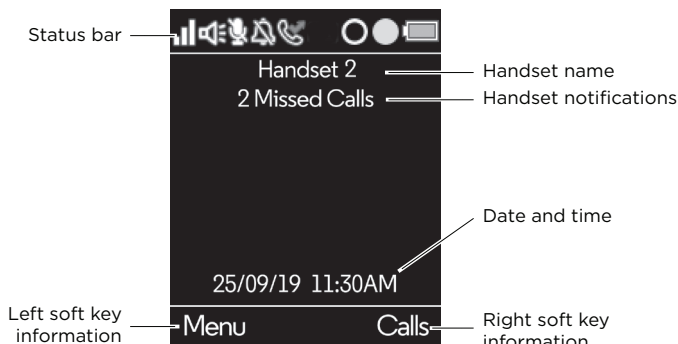 Status bar
Handset 2
Handset name
2 Missed Calls
Handset notifications
Date and time
25/09/19 11:30AM
Left soft key
information
Menu
Calls
Right soft key
information